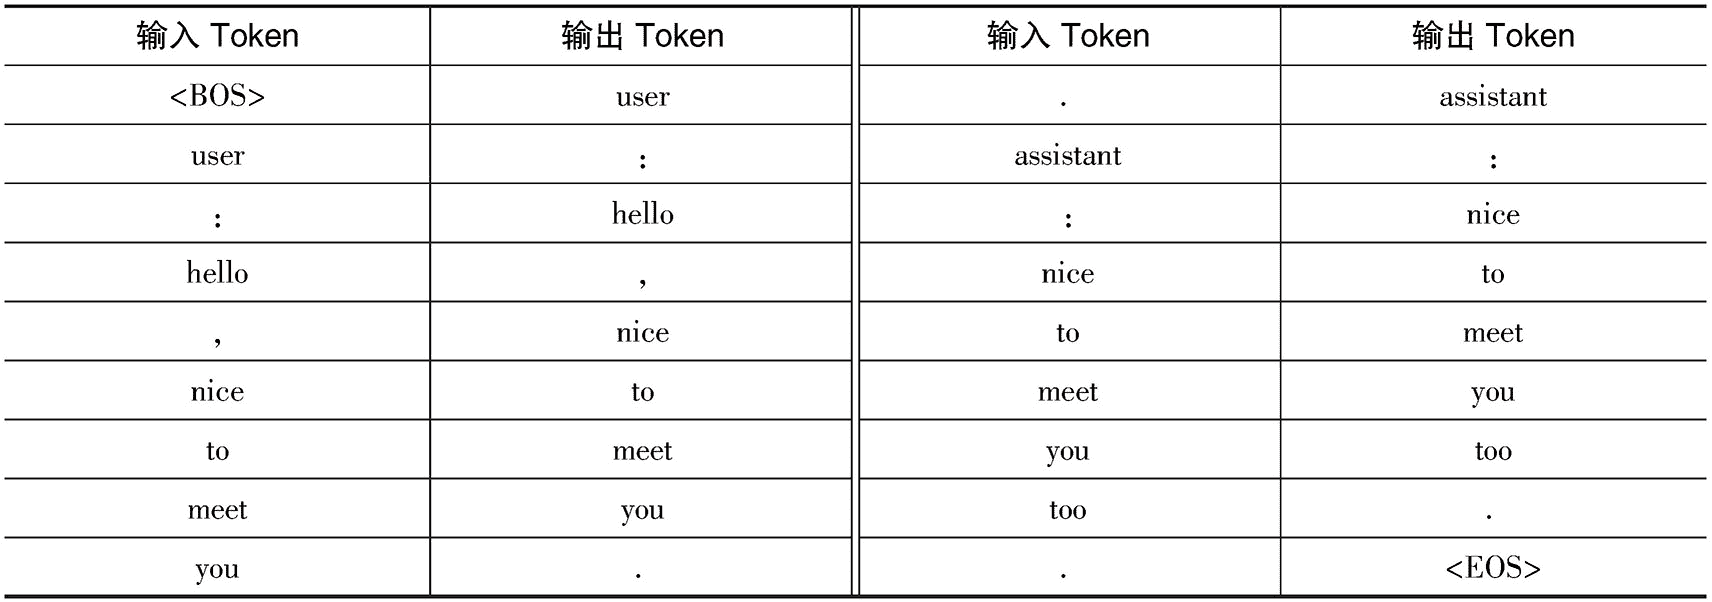 输入 Token 输出 Token 输入 Token 输出 Token
<BOS> user . assistant
user : assistant :
: hello : nice
hello , nice to
, nice to meet
nice to meet you
to meet you too
meet you too .
you . . <EOS>